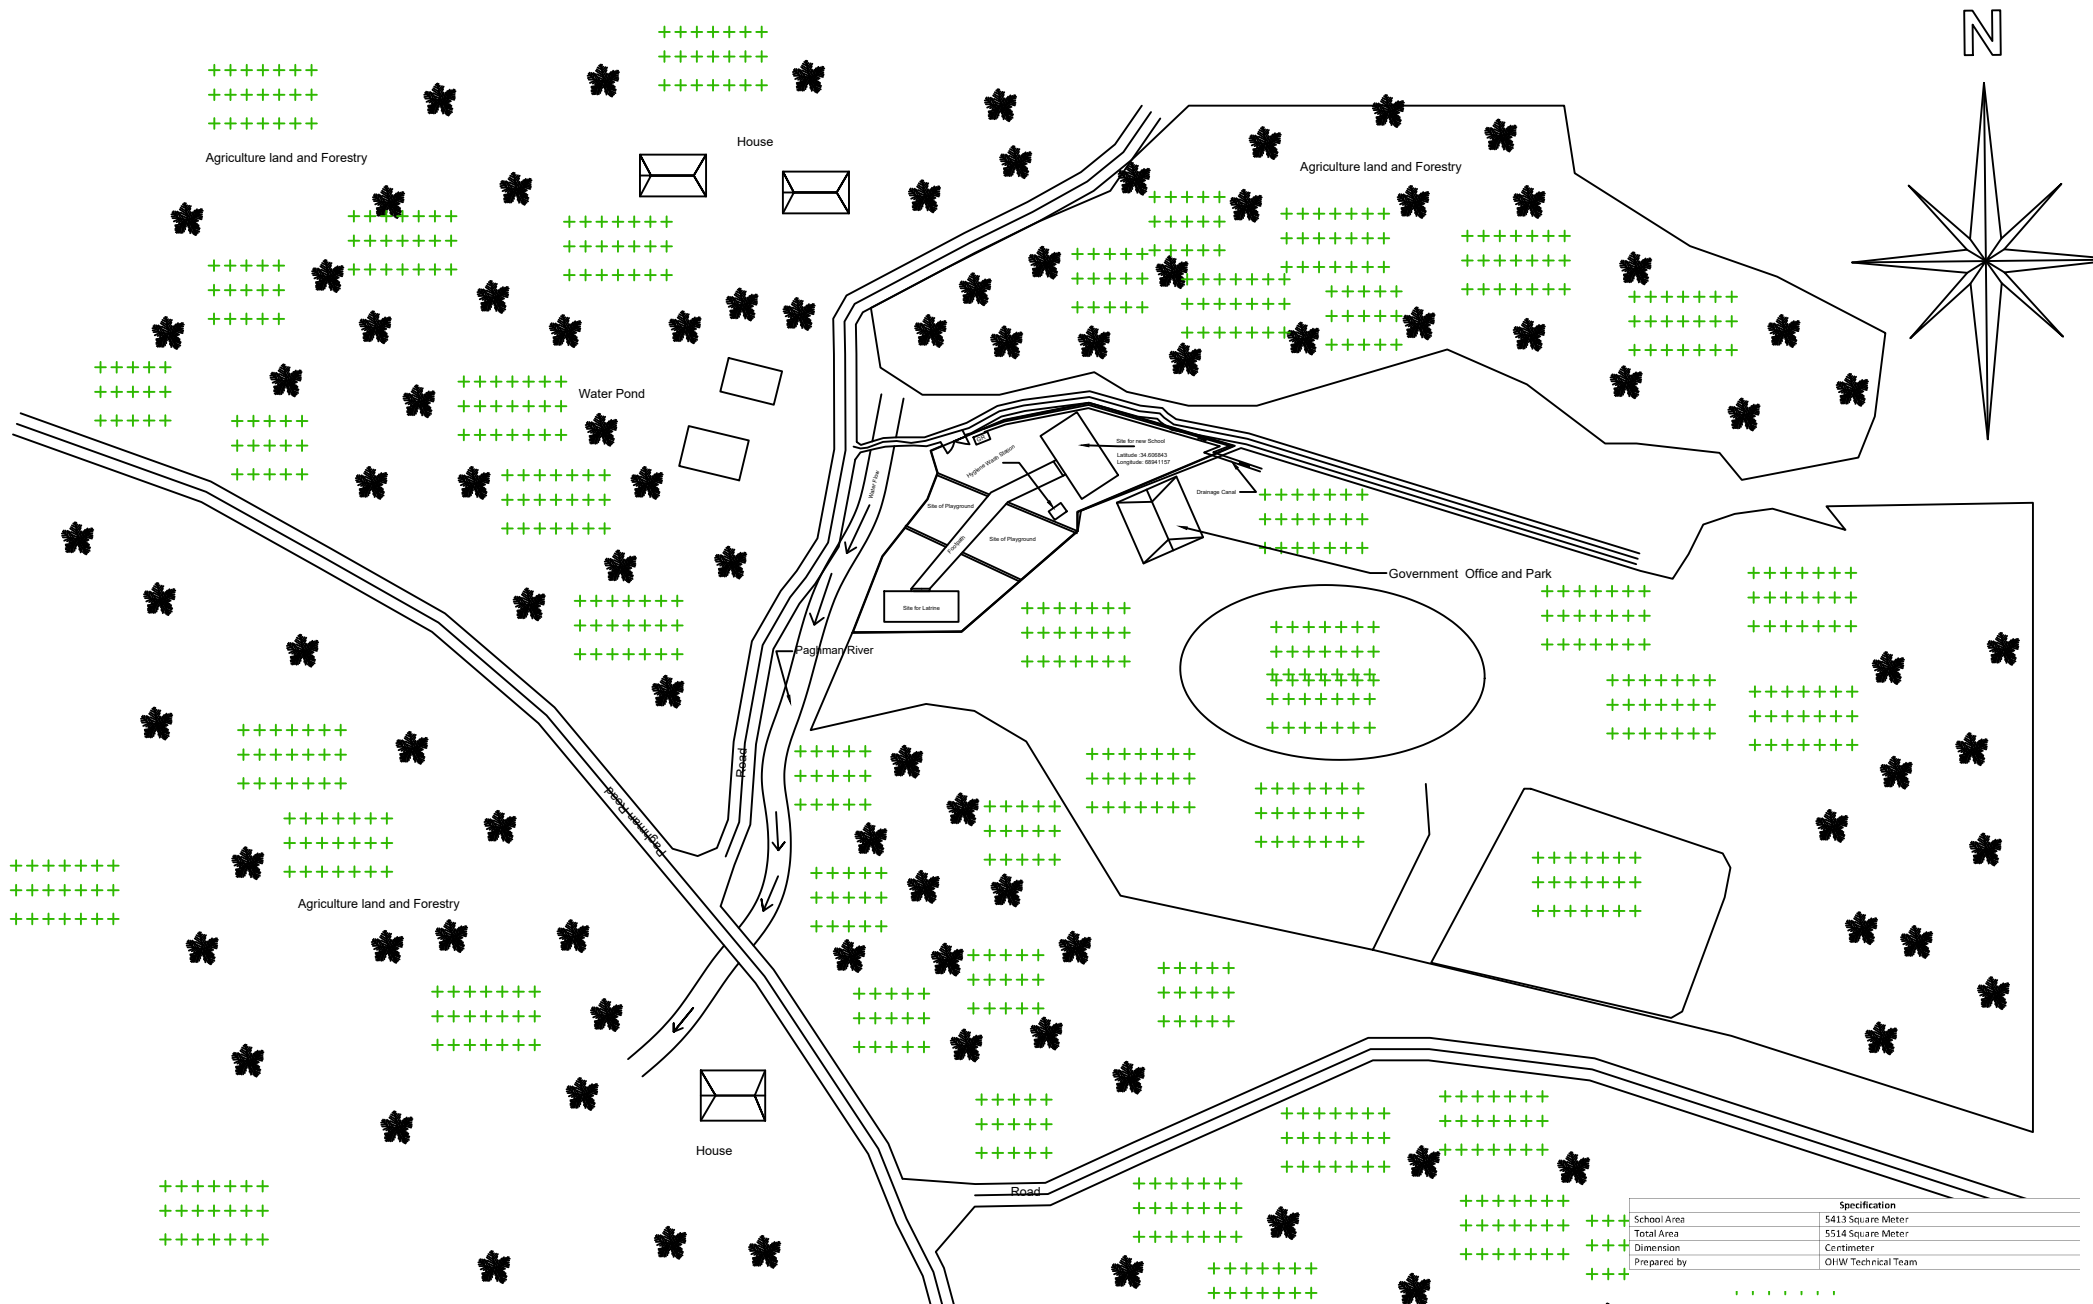 N
House
Agriculture land and Forestry
Agriculture land and Forestry
Water Pond
Site for new School
Latitude :34.606843
Longitude: 68941157
Hygiene Wash Station
Water Flow
Drainage Canal
Site of Playground
Site of Playground
Footpath
Government Office and Park
Site for Latrine
Paghman River
Road
Paghman Road
Agriculture land and Forestry
House
Road
Specification
School Area 5413 Square Meter
Total Area 5514 Square Meter
Dimension Centimeter
Prepared by OHW Technical Team